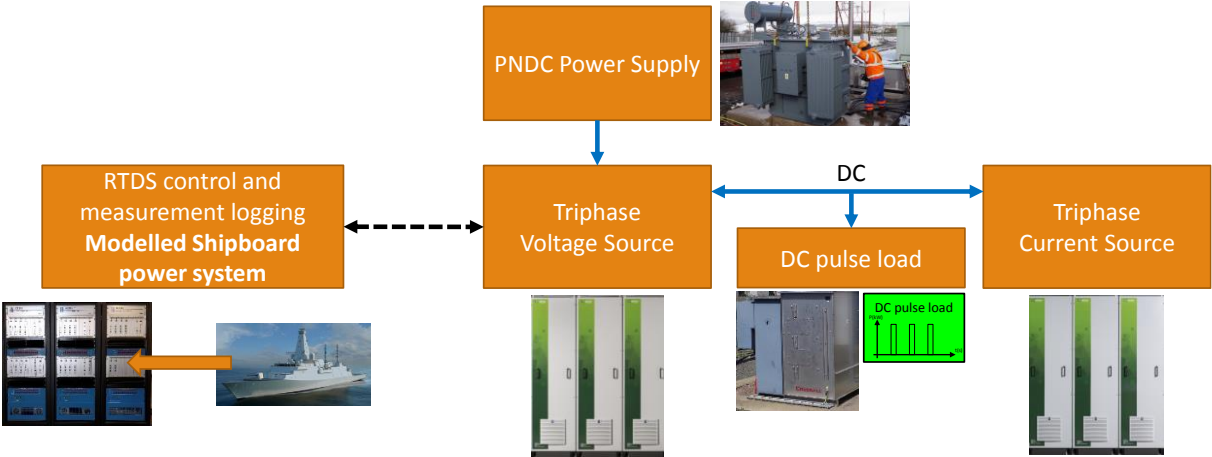 PNDC Power Supply
RTDS control and
measurement logging
Modelled Shipboard
power system
Triphase
Voltage Source
DC
DC pulse load
Triphase
Current Source
DC pulse load